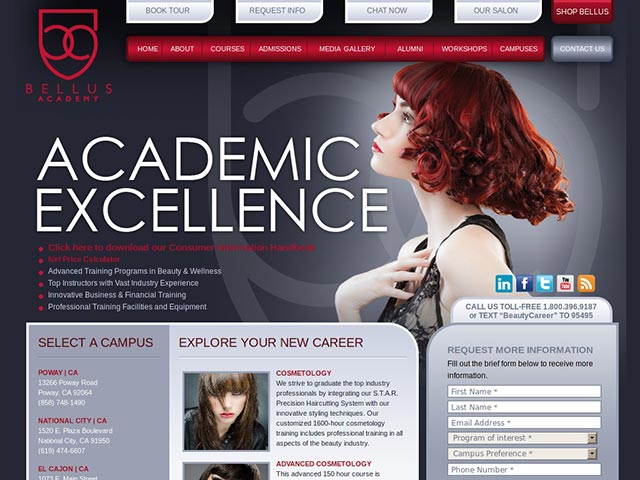 BOOK TOUR
REQUEST INFO
CHAT NOW
OUR SALON
SHOP BELLUS
HOME
ABOUT
COURSES
ADMISSIONS
MEDIA GALLERY
ALUMNI
WORKSHOPS
CAMPUSES
CONTACT US
BELLUS
ACADEMY
ACADEMIC
EXCELLENCE
Click here to download our Consumer Information Handbook
Net Price Calculator
Advanced Training Programs in Beauty & Wellness
Top Instructors with Vast Industry Experience
Innovative Business & Financial Training
Professional Training Facilities and Equipment
CALL US TOLL-FREE 1.800.396.9187
or TEXT "BeautyCareer" TO 95495
SELECT A CAMPUS
POWAY | CA
13266 Poway Road
Poway, CA 92064
(858) 748-1490
NATIONAL CITY | CA
1520 E. Plaza Boulevard
National City, CA 91950
(619) 474-6607
EL CAJON | CA
1073 E. Main Street
EXPLORE YOUR NEW CAREER
COSMETOLOGY
We strive to graduate the top industry
professionals by integrating our S.T.A.R.
Precision Haircutting System with our
innovative styling techniques. Our
customized 1600-hour cosmetology
training includes professional training in all
aspects of the beauty industry.
ADVANCED COSMETOLOGY
This advanced 150 hour course is
REQUEST MORE INFORMATION
Fill out the brief form below to receive more
information.
First Name *
Last Name *
Email Address *
Program of interest *
Campus Preference *
Phone Number *